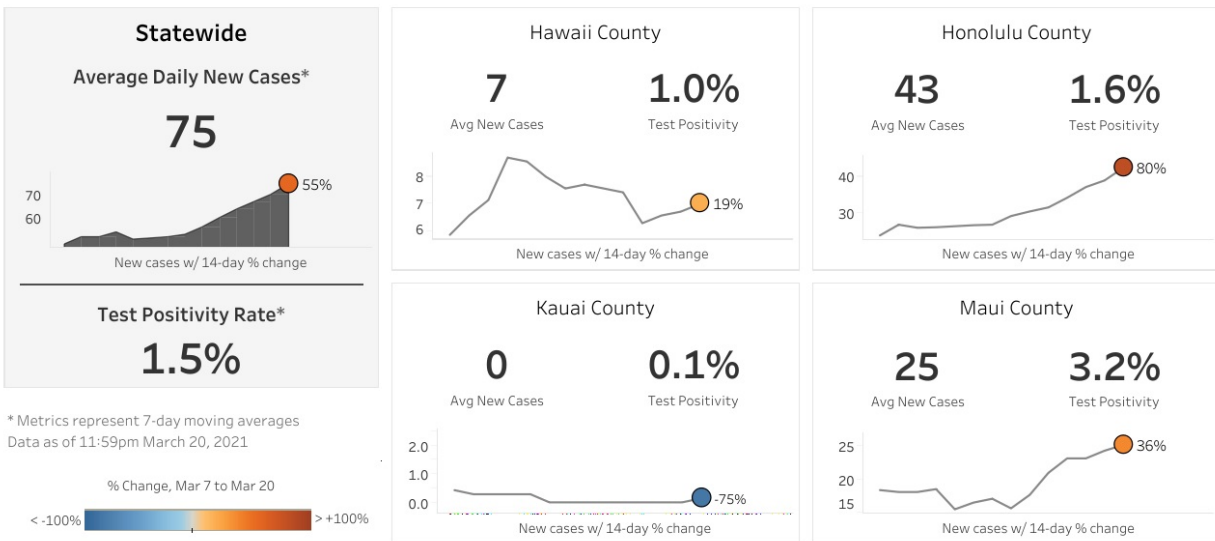 Statewide
Average Daily New Cases*
75
70
60
55%
New cases w/ 14-day % change
Test Positivity Rate*
1.5%
* Metrics represent 7-day moving averages
Data as of 11:59pm March 20, 2021
% Change, Mar 7 to Mar 20
< -100%
> +100%
Hawaii County
7 1.0%
Avg New Cases Test Positivity
8
7
6
19%
New cases w/ 14-day % change
Honolulu County
43 1.6%
Avg New Cases Test Positivity
40
30
80%
New cases w/ 14-day % change
Kauai County
0 0.1%
Avg New Cases Test Positivity
2.0
1.0
0.0
-75%
New cases w/ 14-day % change
Maui County
25 3.2%
Avg New Cases Test Positivity
25
20
15
36%
New cases w/ 14-day % change